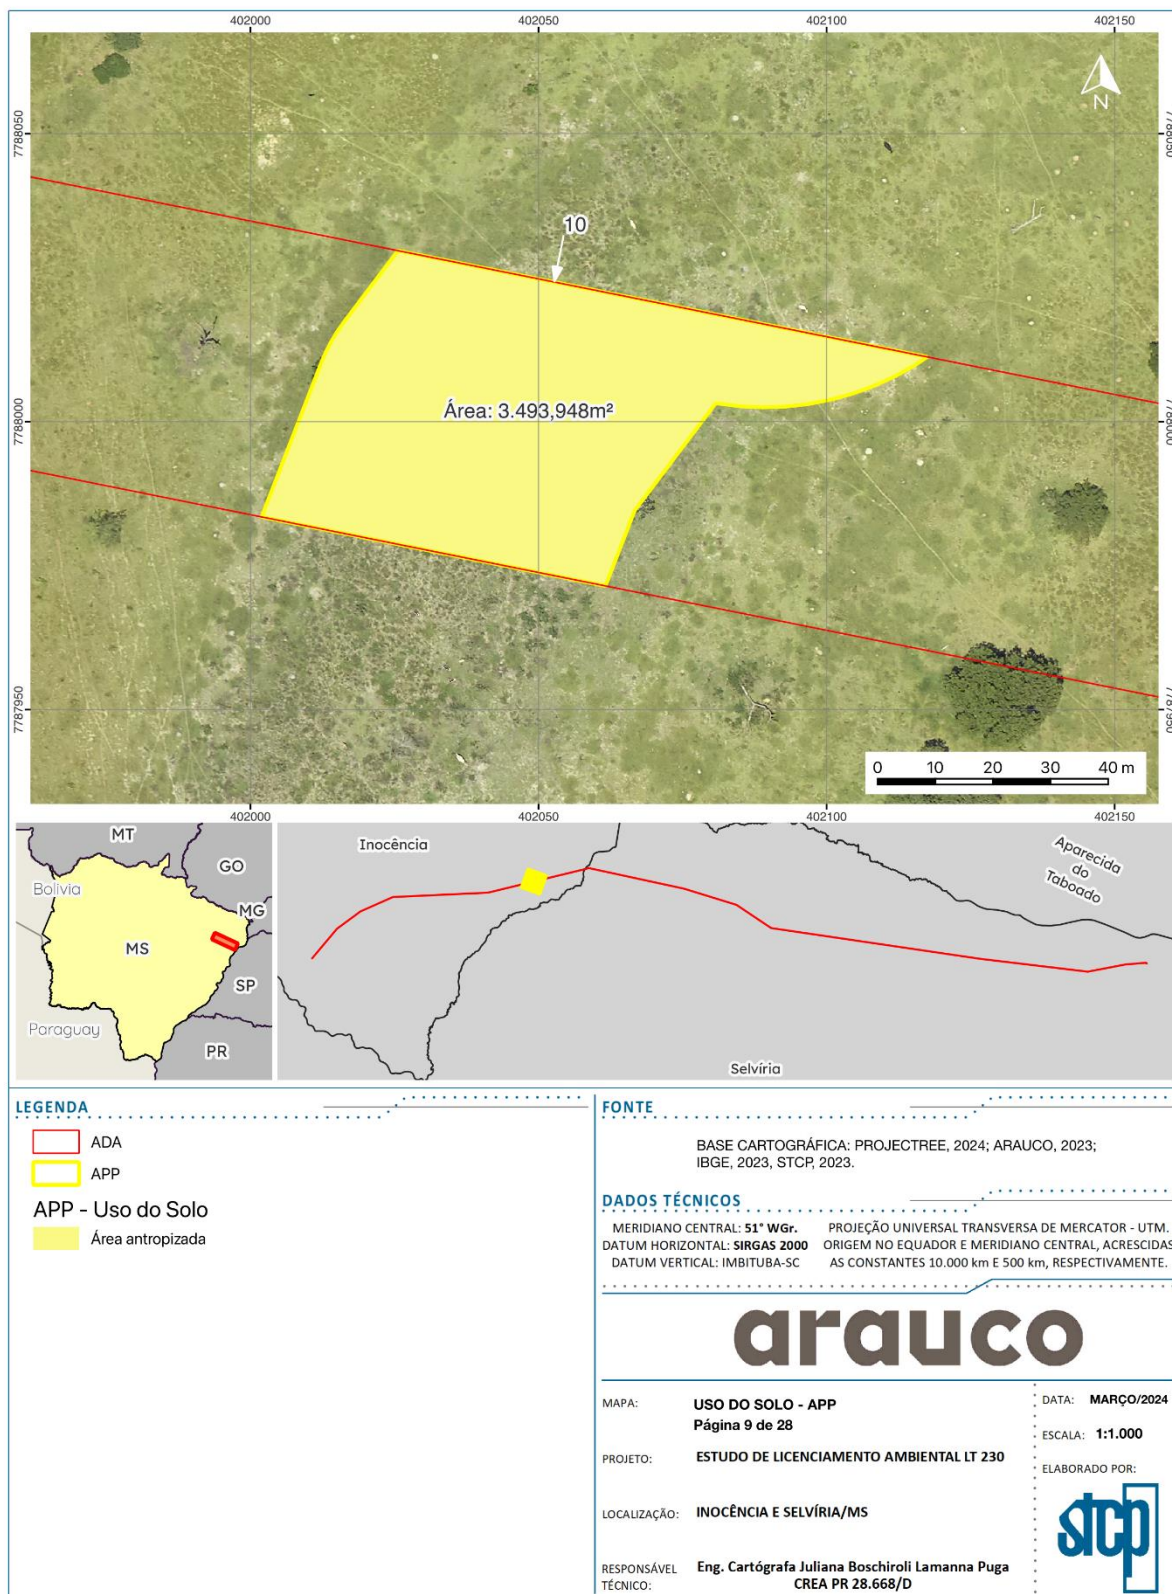 402000
402050
402100
402150
7788050
7788050
N
10
Área: 3.493,948m²
7788000
7788000
7787950
7787950
0 10 20 30 40 m
402000
402050
402100
402150
MT
GO
Bolivia
MG
MS
SP
Paraguay
PR
Inocência
Aparecida
do
Taboado
Selvíria
LEGENDA
ADA
APP
APP - Uso do Solo
Área antropizada
FONTE
BASE CARTOGRÁFICA: PROJECTREE, 2024; ARAUCO, 2023;
IBGE, 2023, STCP, 2023.
DADOS TÉCNICOS
MERIDIANO CENTRAL: 51° WGr.
DATUM HORIZONTAL: SIRGAS 2000
DATUM VERTICAL: IMBITUBA-SC
PROJEÇÃO UNIVERSAL TRANSVERSA DE MERCATOR - UTM.
ORIGEM NO EQUADOR E MERIDIANO CENTRAL, ACRESCIDAS
AS CONSTANTES 10.000 km E 500 km, RESPECTIVAMENTE.
arauco
MAPA: USO DO SOLO - APP
Página 9 de 28
PROJETO: ESTUDO DE LICENCIAMENTO AMBIENTAL LT 230
LOCALIZAÇÃO: INOCÊNCIA E SELVÍRIA/MS
RESPONSÁVEL
TÉCNICO:
Eng. Cartógrafa Juliana Boschiroli Lamanna Puga
CREA PR 28.668/D
DATA: MARÇO/2024
ESCALA: 1:1.000
ELABORADO POR:
stcp